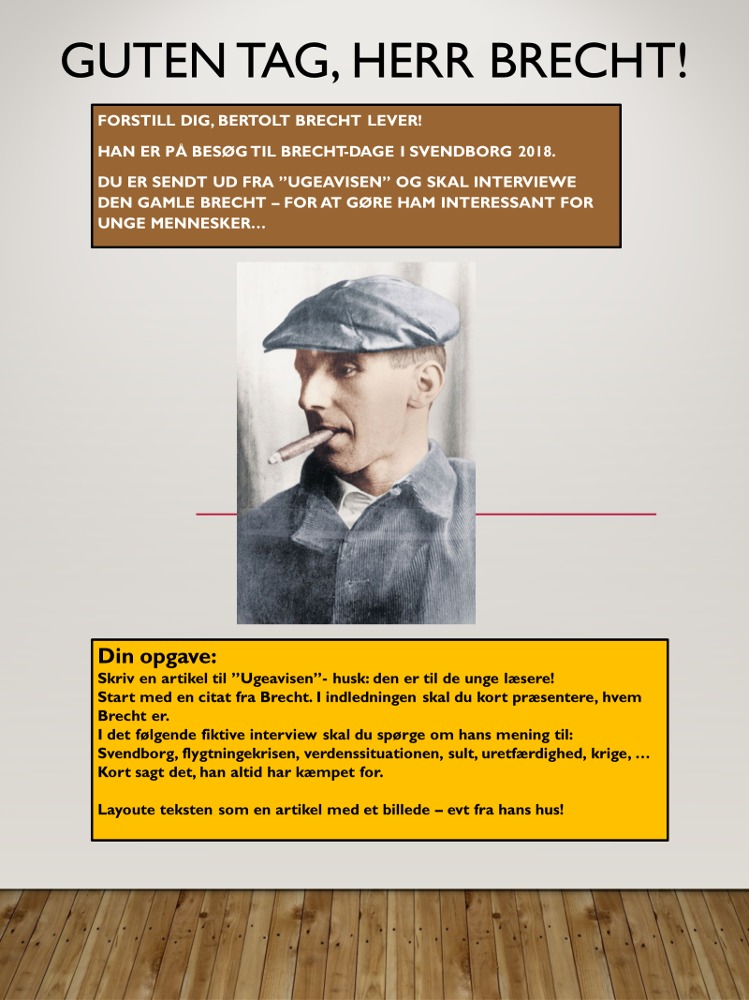 GUTEN TAG, HERR BRECHT!
FORSTILL DIG, BERTOLT BRECHT LEVER!
HAN ER PÅ BESØG TIL BRECHT-DAGE I SVENDBORG 2018.
DU ER SENDT UD FRA ”UGEAVISEN” OG SKAL INTERVIEWE
DEN GAMLE BRECHT – FOR AT GØRE HAM INTERESSANT FOR
UNGE MENNESKER…
Din opgave:
Skriv en artikel til ”Ugeavisen”- husk: den er til de unge læsere!
Start med en citat fra Brecht. I indledningen skal du kort præsentere, hvem
Brecht er.
I det følgende fiktive interview skal du spørge om hans mening til:
Svendborg, flygtningekrisen, verdenssituationen, sult, uretfærdighed, krige, …
Kort sagt det, han altid har kæmpet for.
Layoute teksten som en artikel med et billede – evt fra hans hus!